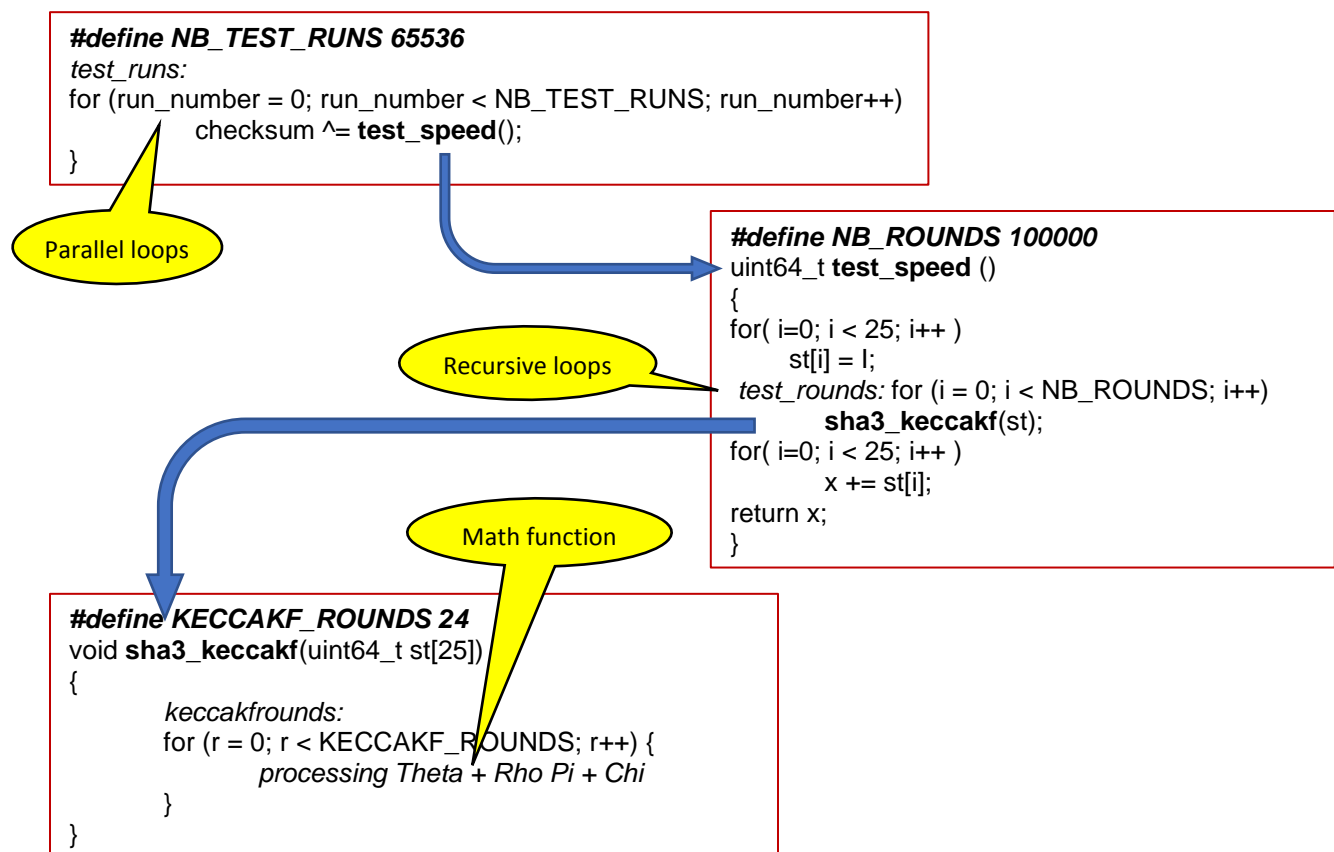 #define NB_TEST_RUNS 65536
test_runs:
for (run_number = 0; run_number < NB_TEST_RUNS; run_number++)
checksum ^= test_speed();
}
Parallel loops
#define NB_ROUNDS 100000
uint64_t test_speed ()
{
for( i=0; i < 25; i++ )
st[i] = I;
test_rounds: for (i = 0; i < NB_ROUNDS; i++)
sha3_keccakf(st);
for( i=0; i < 25; i++ )
x += st[i];
return x;
}
Recursive loops
Math function
#define KECCAKF_ROUNDS 24
void sha3_keccakf(uint64_t st[25])
{
keccakfrounds:
for (r = 0; r < KECCAKF_ROUNDS; r++) {
processing Theta + Rho Pi + Chi
}
}